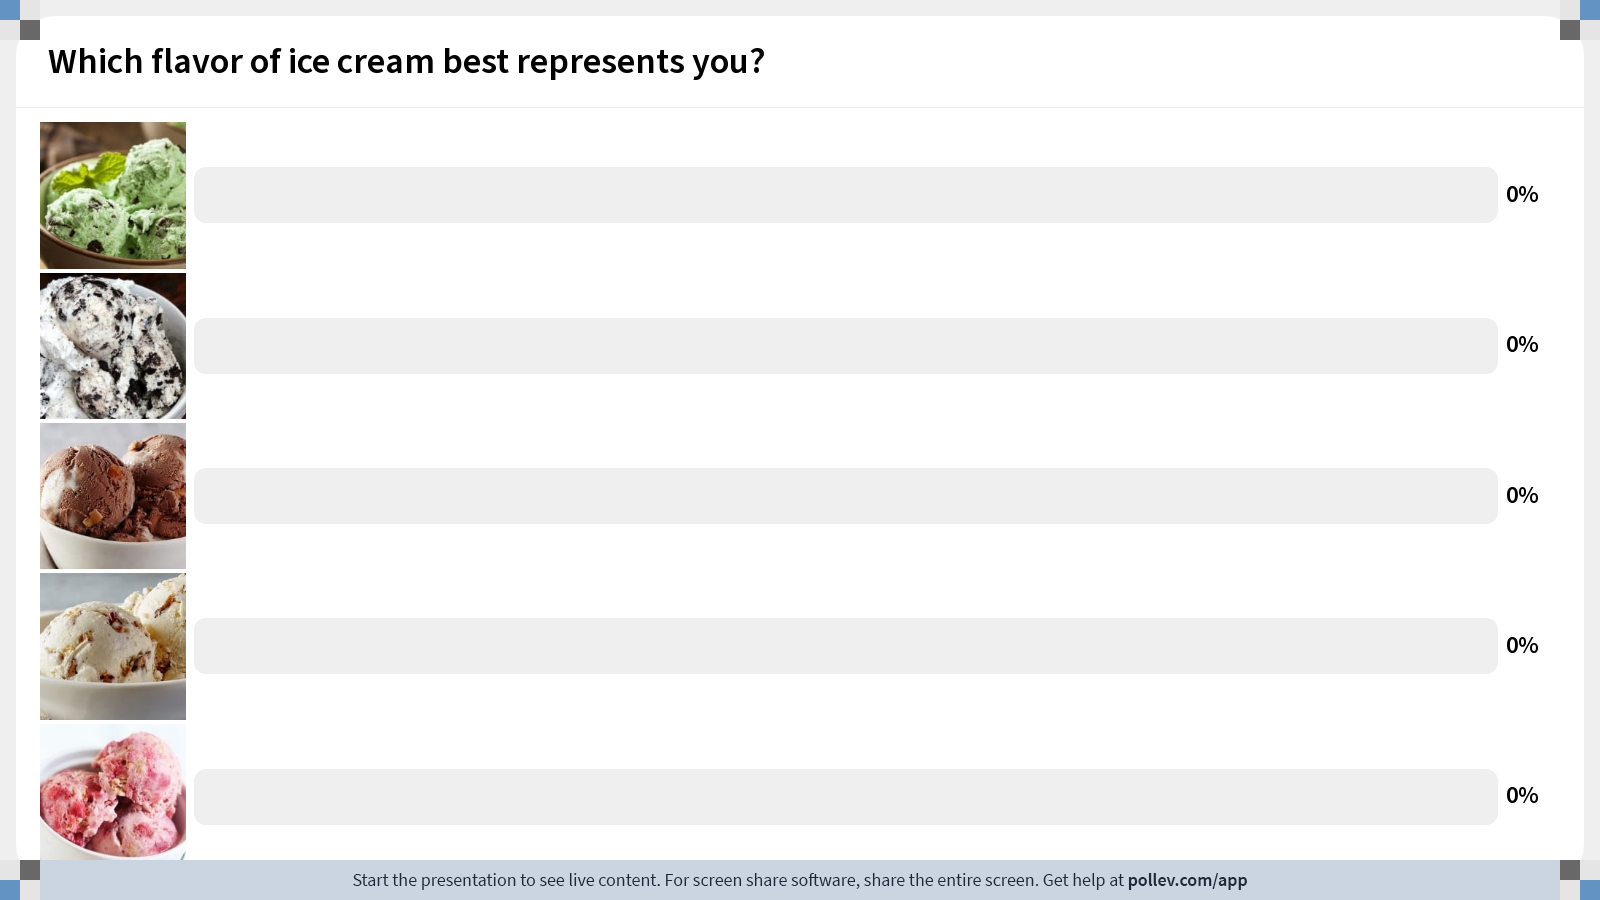 Which flavor of ice cream best represents you?
0%
0%
0%
0%
0%
Start the presentation to see live content. For screen share software, share the entire screen. Get help at pollev.com/app